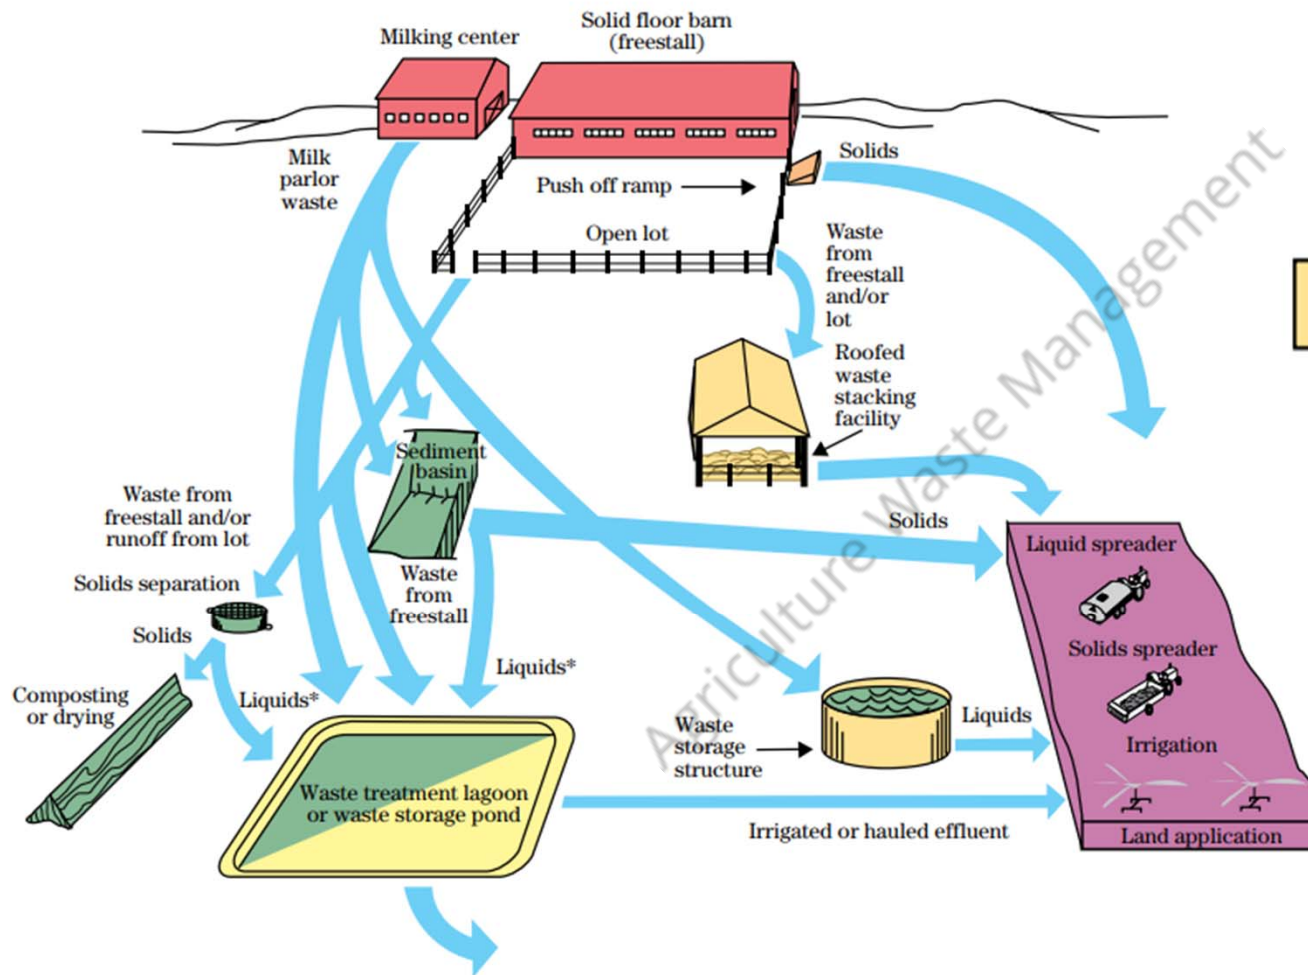 Milking center
Solid floor barn
(freestall)
Milk
parlor
waste
Solids
Push off ramp
Open lot
Waste
from
freestall
and/or
lot
Roofed
waste
stacking
facility
Sediment
basin
Waste from
freestall and/or
runoff from lot
Solids separation
Solids
Composting
or drying
Liquids*
Waste
from
freestall
Liquids*
Solids
Waste
storage
structure
Liquids
Waste treatment lagoon
or waste storage pond
Irrigated or hauled effluent
Liquid spreader
Solids spreader
Irrigation
Land application
Agriculture Waste Management